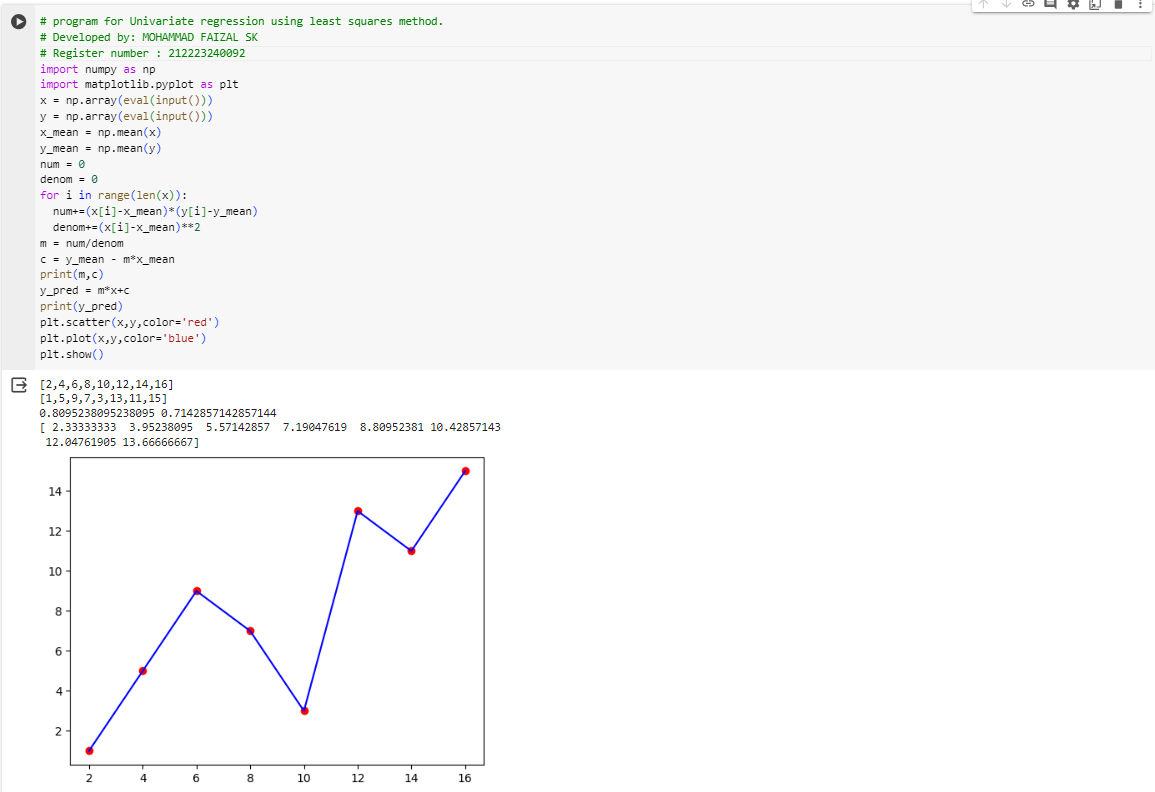 # program for Univariate regression using least squares method.
# Developed by: MOHAMMAD FAIZAL SK
# Register number : 212223240092
import numpy as np
import matplotlib.pyplot as plt
x = np.array(eval(input()))
y = np.array(eval(input()))
x_mean = np.mean(x)
y_mean = np.mean(y)
num = 0
denom = 0
for i in range(len(x)):
  num+=(x[i]-x_mean)*(y[i]-y_mean)
  denom+=(x[i]-x_mean)**2
m = num/denom
c = y_mean - m*x_mean
print(m,c)
y_pred = m*x+c
print(y_pred)
plt.scatter(x,y,color='red')
plt.plot(x,y,color='blue')
plt.show()
[2,4,6,8,10,12,14,16]
[1,5,9,7,3,13,11,15]
0.8095238095238095 0.7142857142857144
[ 2.33333333  3.95238095  5.57142857  7.19047619  8.80952381 10.42857143
 12.04761905 13.66666667]
14
12
10
8
6
4
2
2 4 6 8 10 12 14 16